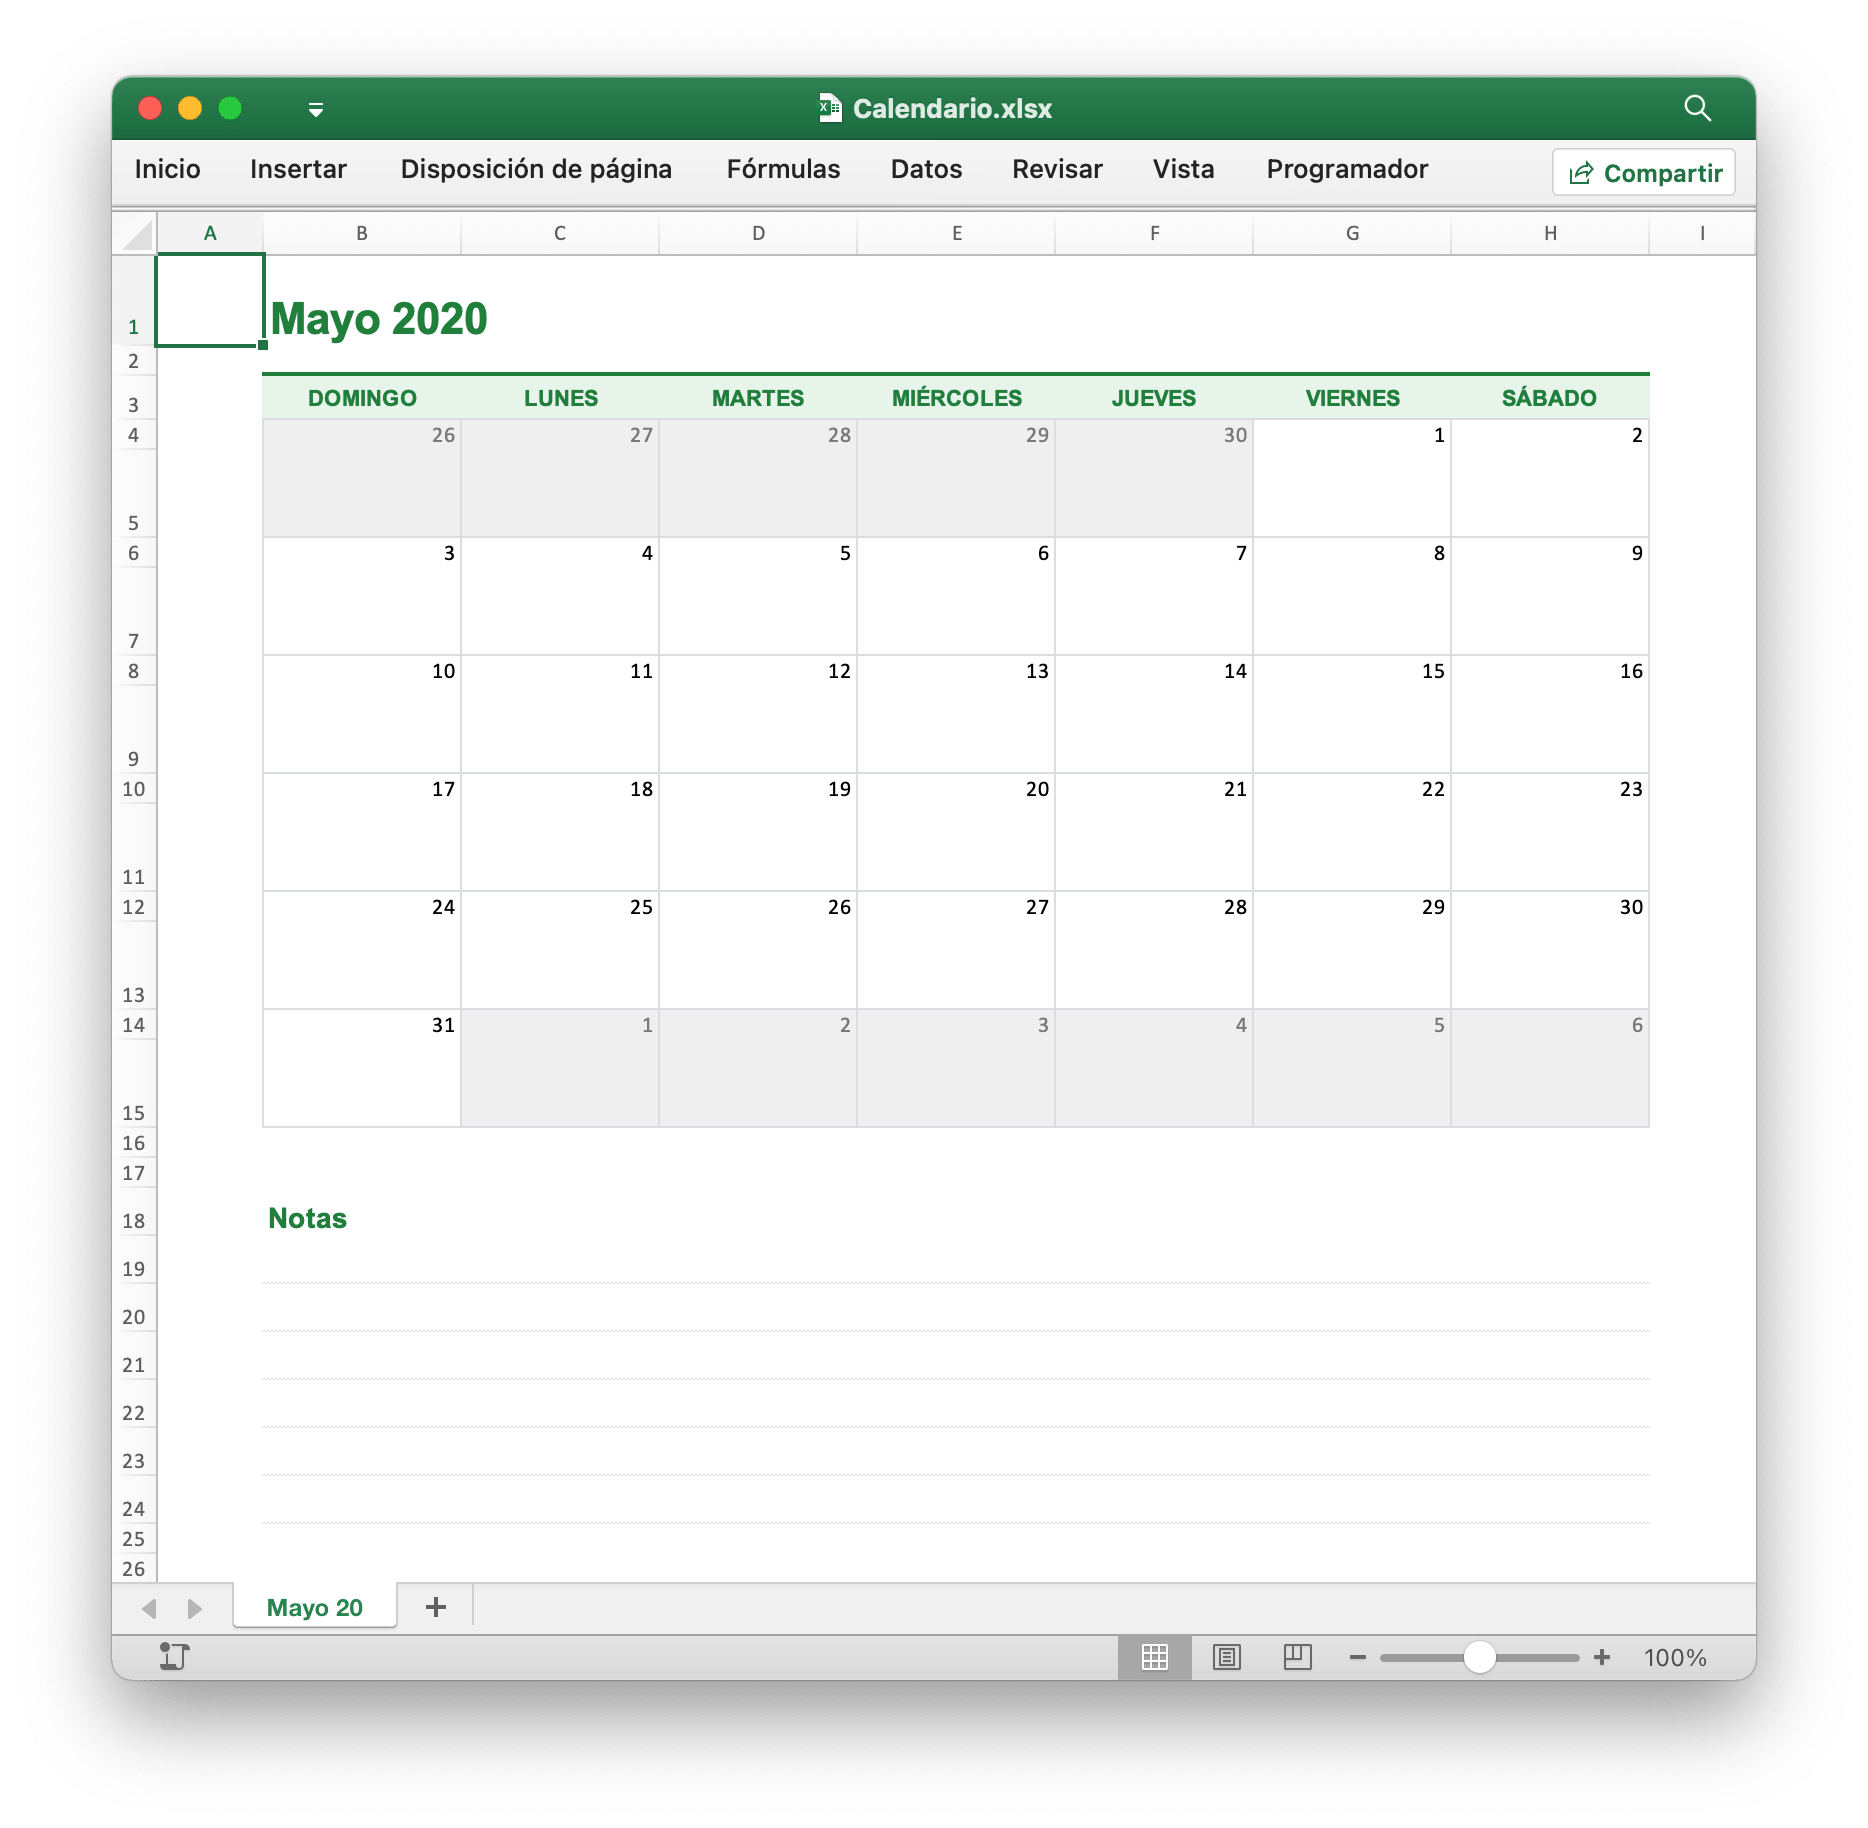 Calendario.xlsx
Inicio Insertar Disposición de página Fórmulas Datos Revisar Vista Programador Compartir
A B C D E F G H I
1 Mayo 2020
2
3 DOMINGO LUNES MARTES MIÉRCOLES JUEVES VIERNES SÁBADO
4 26 27 28 29 30 1 2
5
6 3 4 5 6 7 8 9
7
8 10 11 12 13 14 15 16
9
10 17 18 19 20 21 22 23
11
12 24 25 26 27 28 29 30
13
14 31 1 2 3 4 5 6
15
16
17
18 Notas
19
20
21
22
23
24
25
26
Mayo 20 +
100%